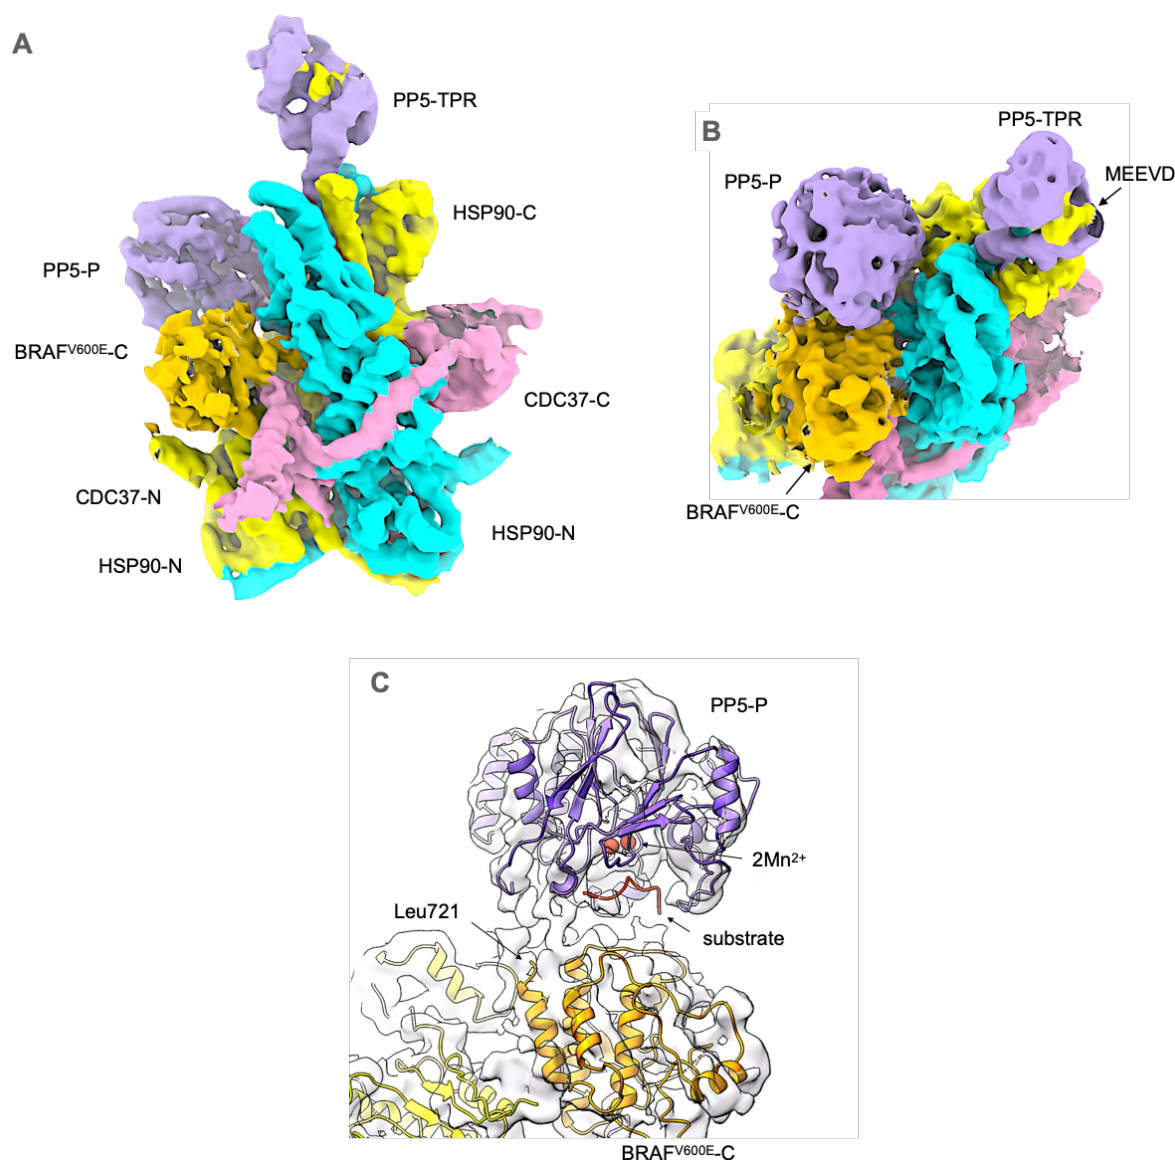 A
PP5-TPR
HSP90-C
PP5-P
BRAFV600E-C
CDC37-C
CDC37-N
HSP90-N
HSP90-N
B
PP5-TPR
PP5-P
MEEVD
BRAFV600E-C
C
PP5-P
2Mn²⁺
Leu721
substrate
BRAFV600E-C